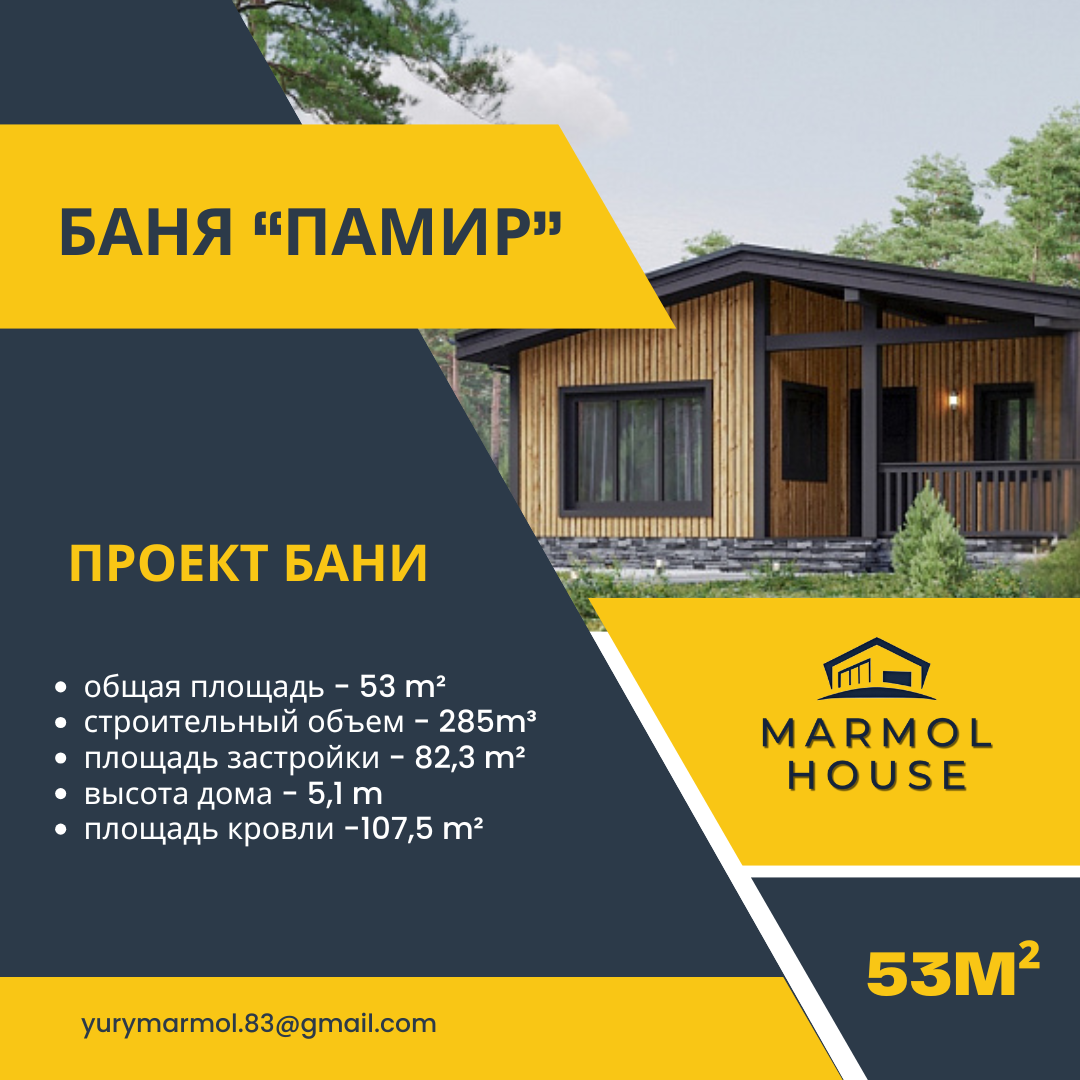 БАНЯ “ПАМИР”
ПРОЕКТ БАНИ
• общая площадь - 53 m²
• строительный объем - 285m³
• площадь застройки - 82,3 m²
• высота дома - 5,1 m
• площадь кровли -107,5 m²
MARMOL
HOUSE
53М²
yurymarmol.83@gmail.com